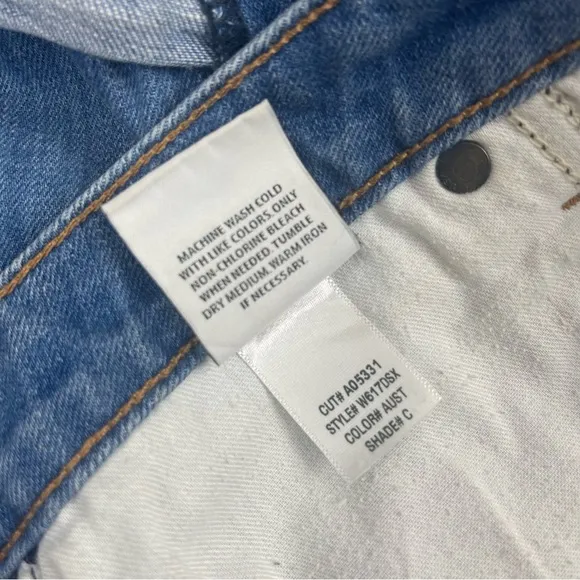 MACHINE WASH COLD
WITH LIKE COLORS. ONLY
NON-CHLORINE BLEACH
WHEN NEEDED. TUMBLE
DRY MEDIUM. WARM IRON
IF NECESSARY.
CUT# A05331
STYLE# W617DSX
COLOR# AUST
SHADE# C